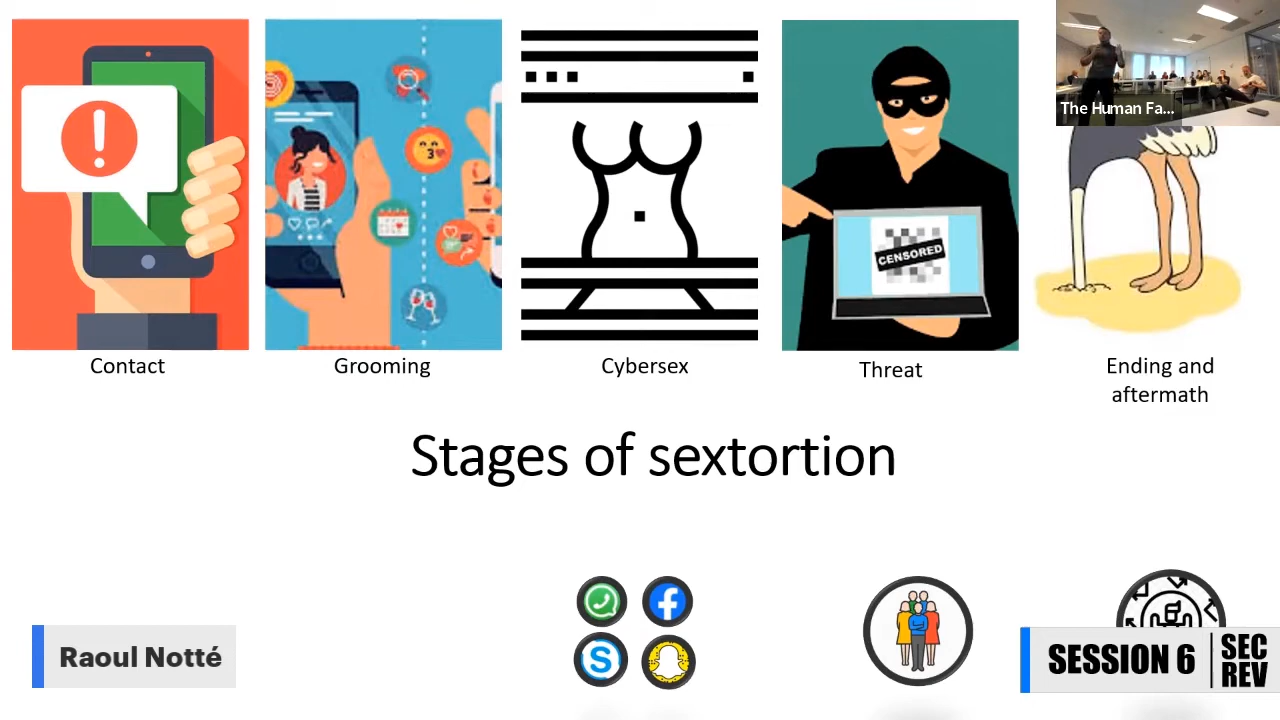 The Human Fa...
CENSORED
Contact
Grooming
Cybersex
Threat
Ending and
aftermath
Stages of sextortion
Raoul Notté
SESSION 6
SEC
REV